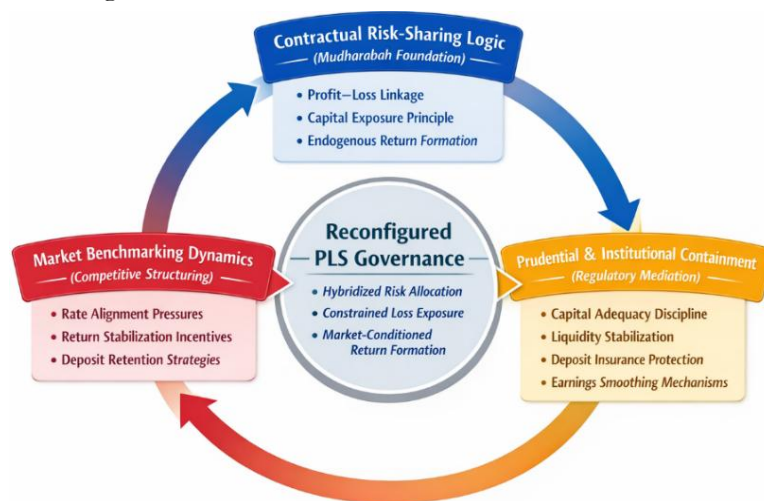 Contractual Risk-Sharing Logic
(Mudharabah Foundation)
• Profit–Loss Linkage
• Capital Exposure Principle
• Endogenous Return Formation
Market Benchmarking Dynamics
(Competitive Structuring)
• Rate Alignment Pressures
• Return Stabilization Incentives
• Deposit Retention Strategies
Reconfigured
PLS Governance
• Hybridized Risk Allocation
• Constrained Loss Exposure
• Market-Conditioned
Return Formation
Prudential & Institutional Containment
(Regulatory Mediation)
• Capital Adequacy Discipline
• Liquidity Stabilization
• Deposit Insurance Protection
• Earnings Smoothing Mechanisms